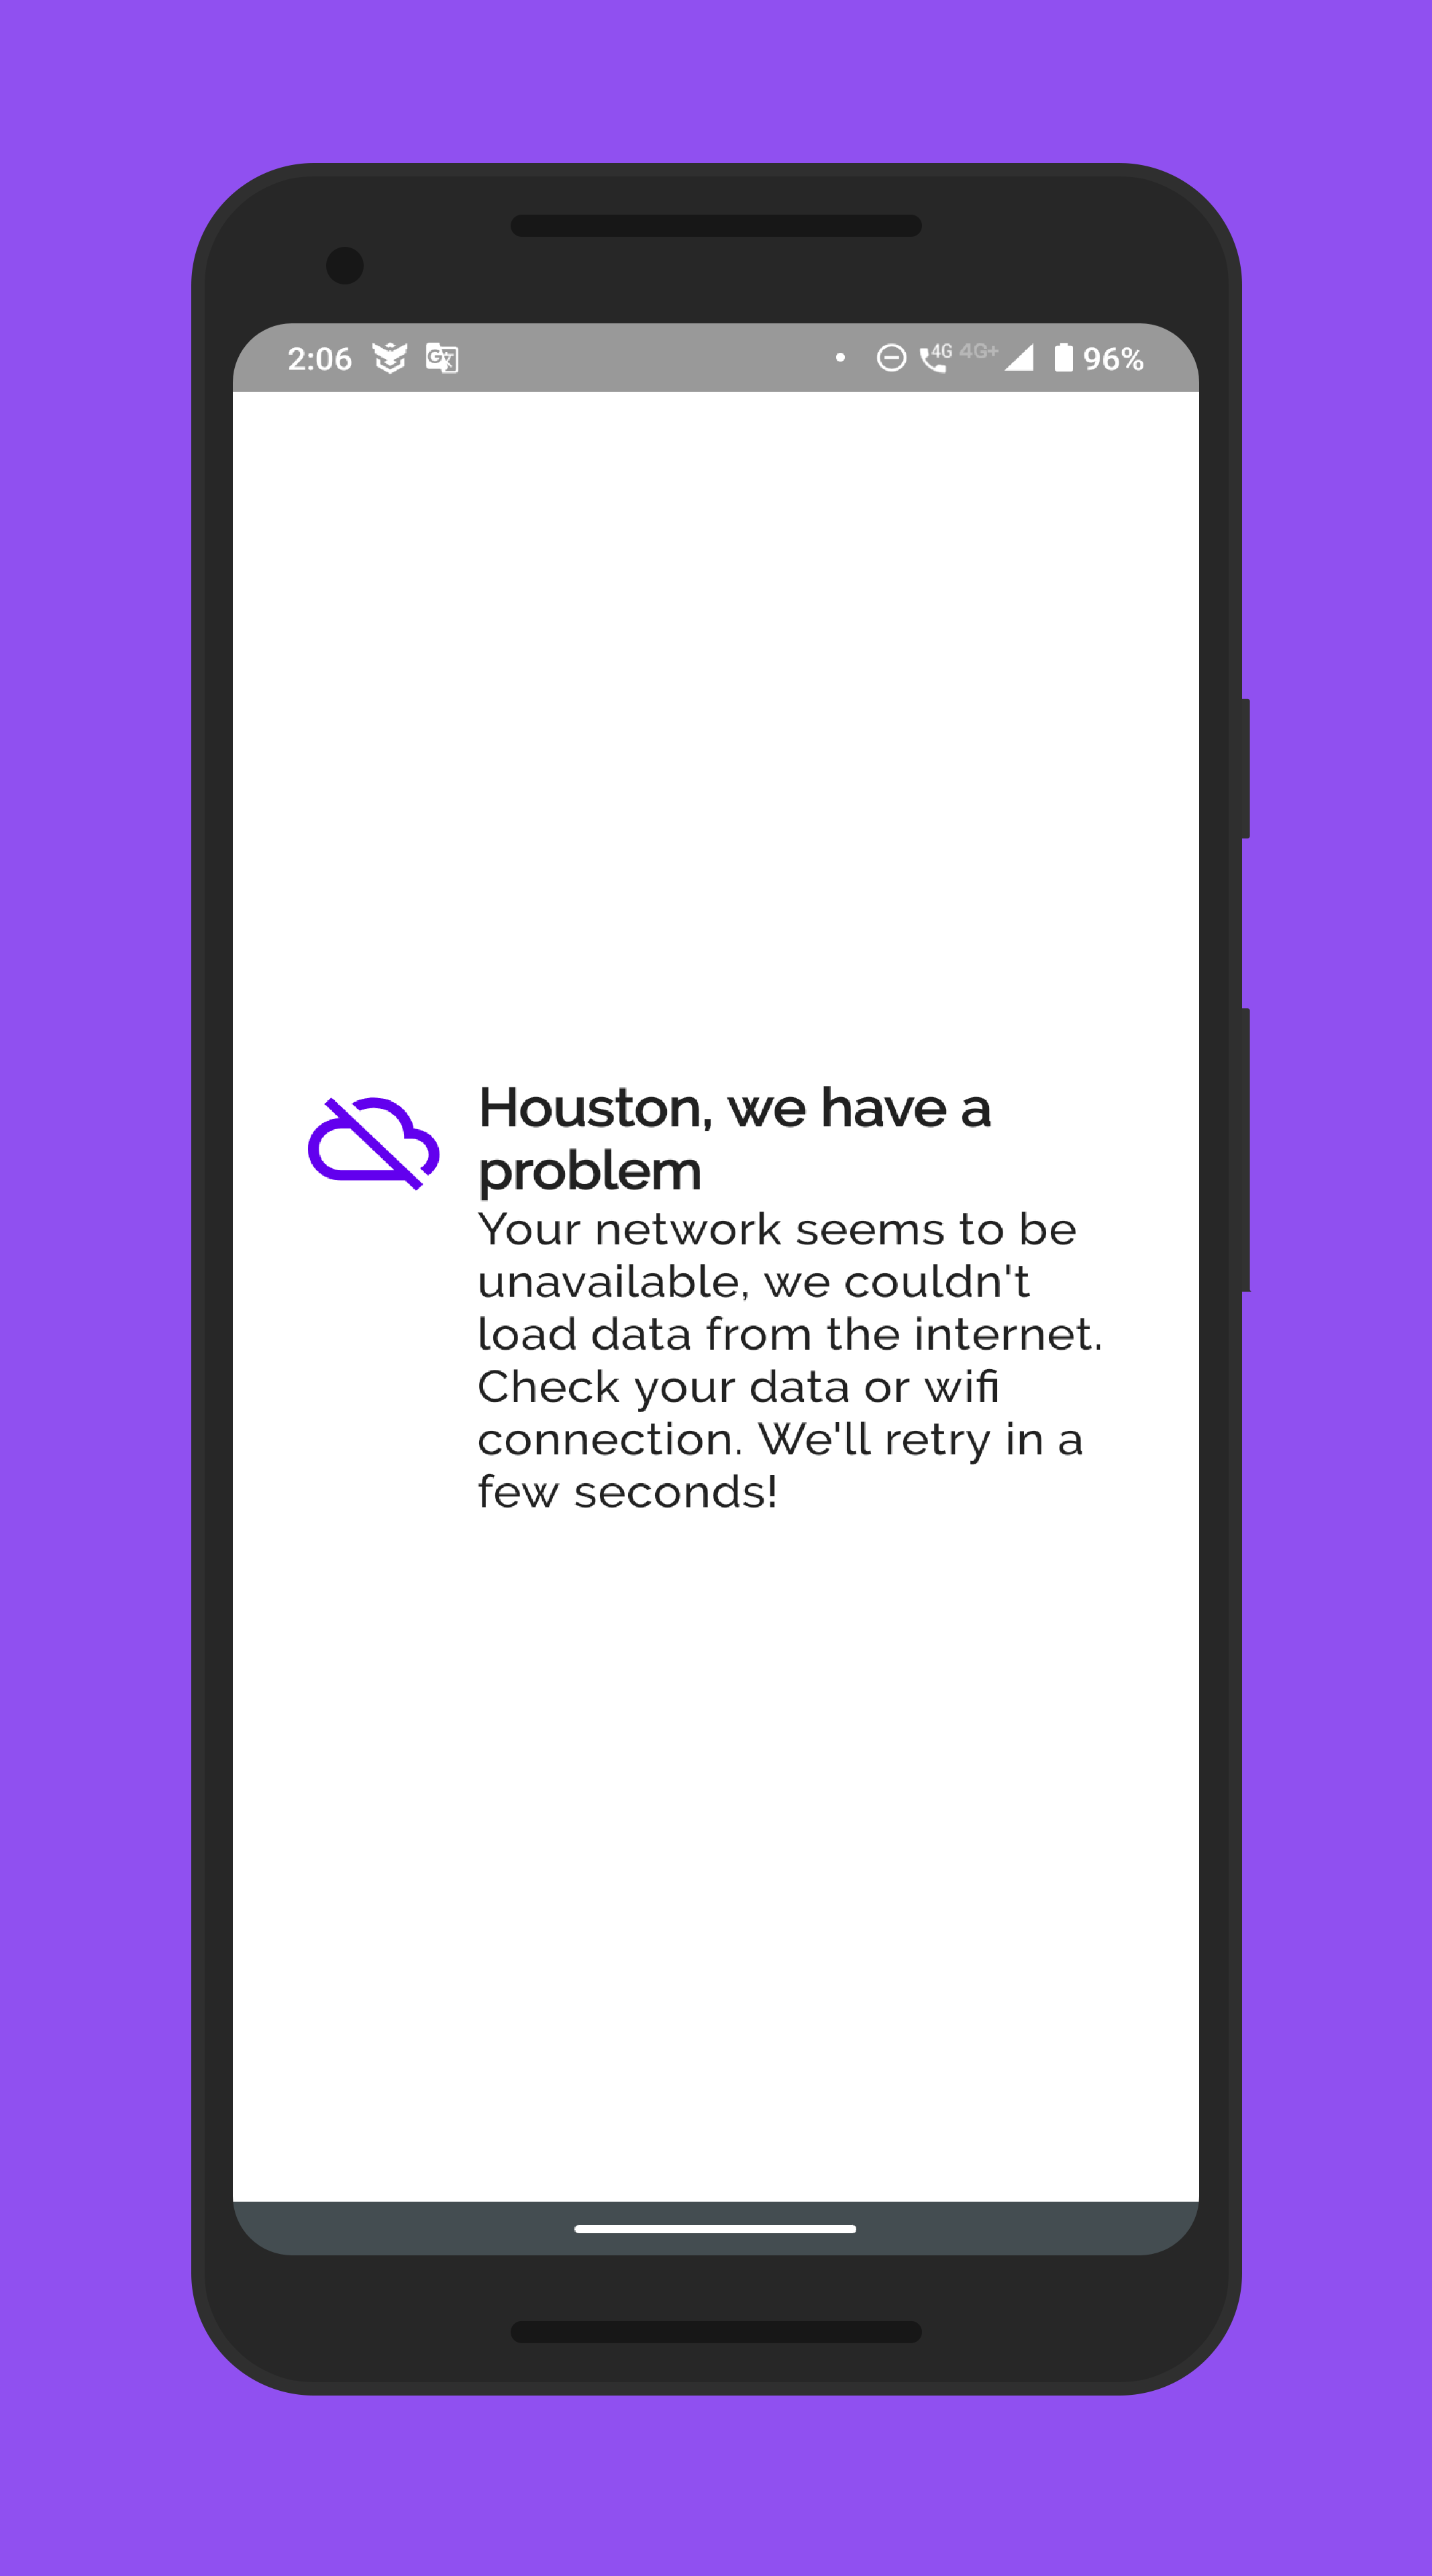 2:06 4G 4G+ 96%
Houston, we have a
problem
Your network seems to be
unavailable, we couldn't
load data from the internet.
Check your data or wifi
connection. We'll retry in a
few seconds!